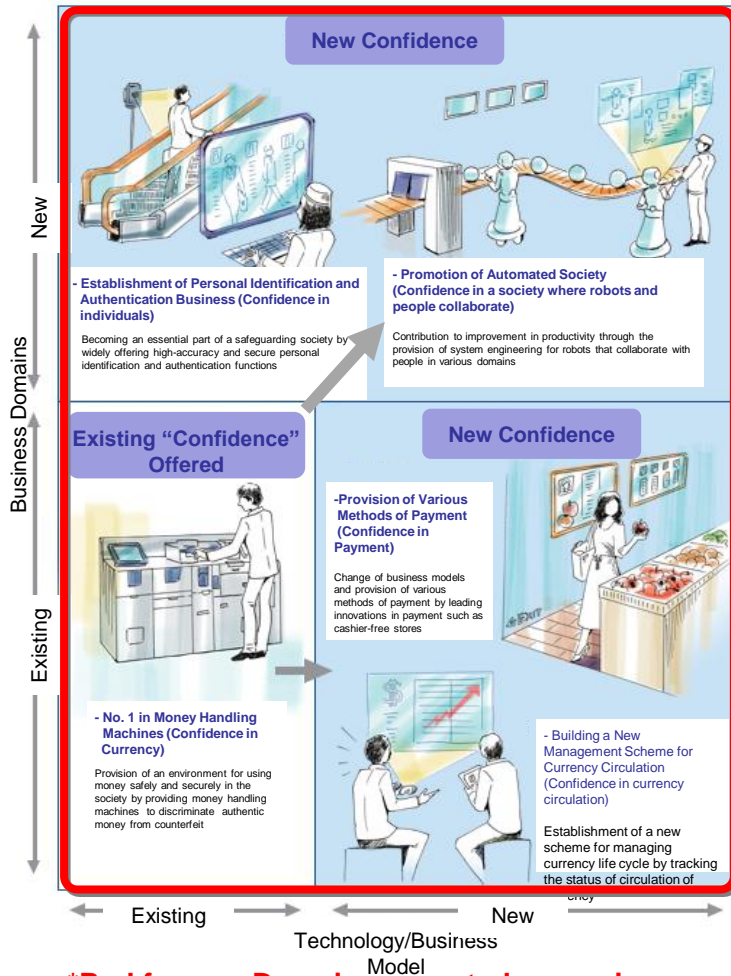 New Confidence
- Establishment of Personal Identification and
Authentication Business (Confidence in
individuals)
Becoming an essential part of a safeguarding society by
widely offering high-accuracy and secure personal
identification and authentication functions
- Promotion of Automated Society
(Confidence in a society where robots and
people collaborate)
Contribution to improvement in productivity through the
provision of system engineering for robots that collaborate with
people in various domains
New
Business Domains
Existing
Existing “Confidence”
Offered
- No. 1 in Money Handling
Machines (Confidence in
Currency)
Provision of an environment for using
money safely and securely in the
society by providing money handling
machines to discriminate authentic
money from counterfeit
New Confidence
-Provision of Various
Methods of Payment
(Confidence in
Payment)
Change of business models
and provision of various
methods of payment by leading
innovations in payment such as
cashier-free stores
EXIT
- Building a New
Management Scheme for
Currency Circulation
(Confidence in currency
circulation)
Establishment of a new
scheme for managing
currency life cycle by tracking
the status of circulation of
Existing
New
Technology/Business
Model